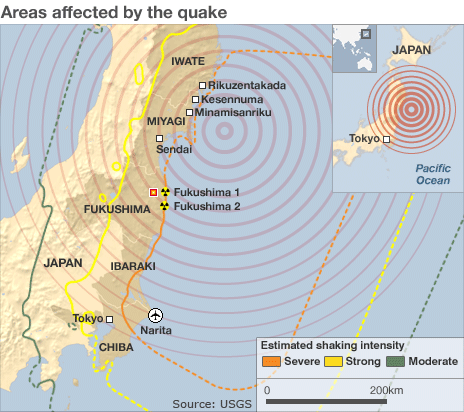 Areas affected by the quake
IWATE
Rikuzentakada
Kesennuma
Minamisanriku
MIYAGI
Sendai
Fukushima 1
Fukushima 2
FUKUSHIMA
JAPAN
IBARAKI
Tokyo
Narita
CHIBA
JAPAN
Tokyo
Pacific
Ocean
Estimated shaking intensity
Severe Strong Moderate
0 200km
Source: USGS